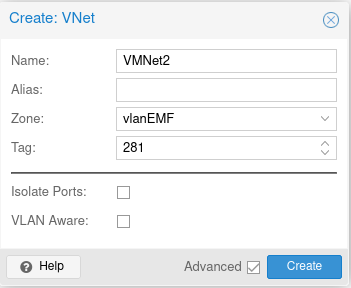 Create: VNet
Name: VMNet2
Alias:
Zone: vlanEMF
Tag: 281
Isolate Ports:
VLAN Aware:
Help Advanced Create